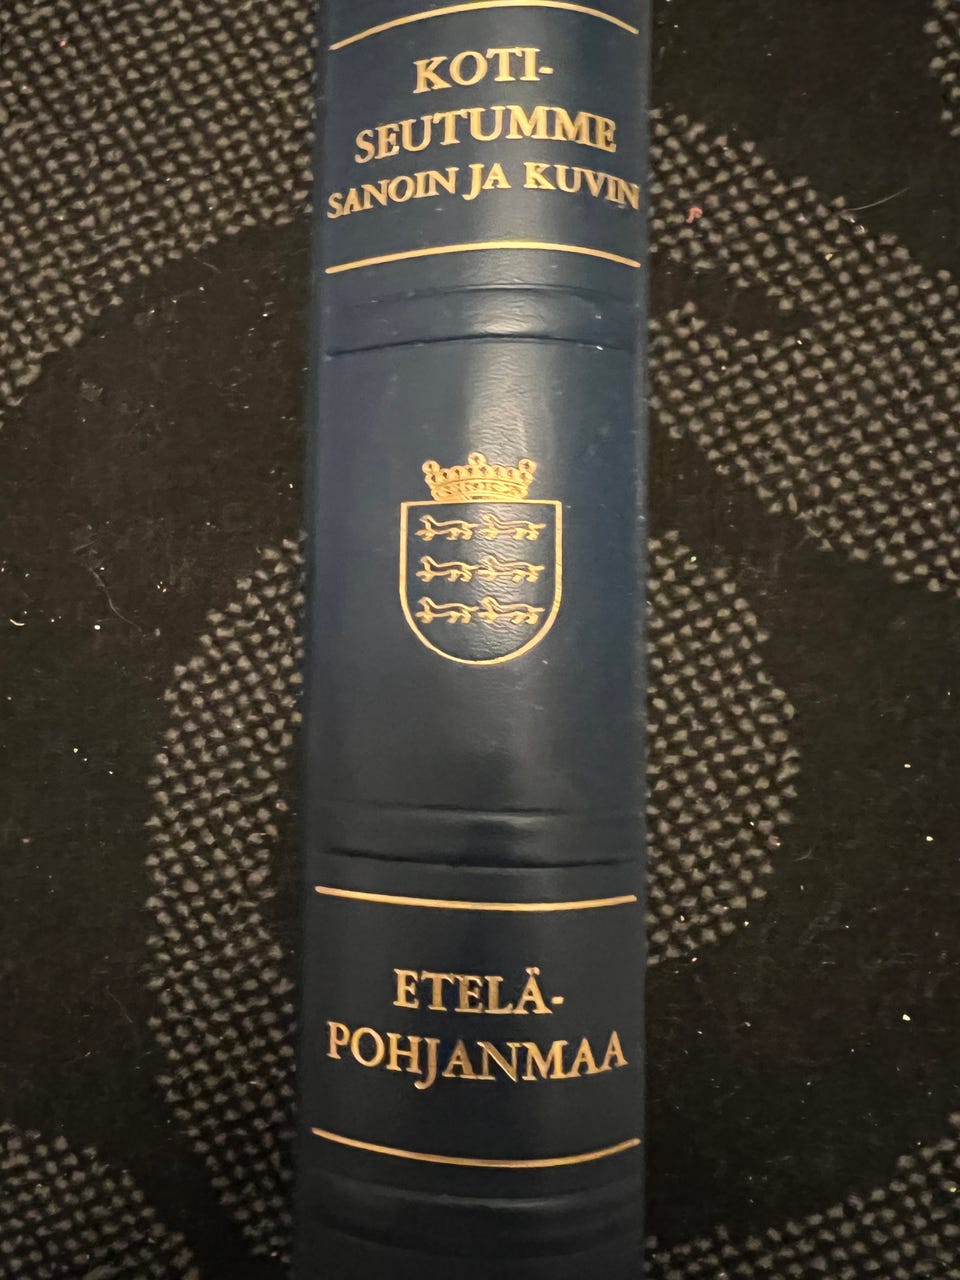 KOTI-
SEUTUMME
SANOIN JA KUVIN
ETELÄ-
POHJANMAA